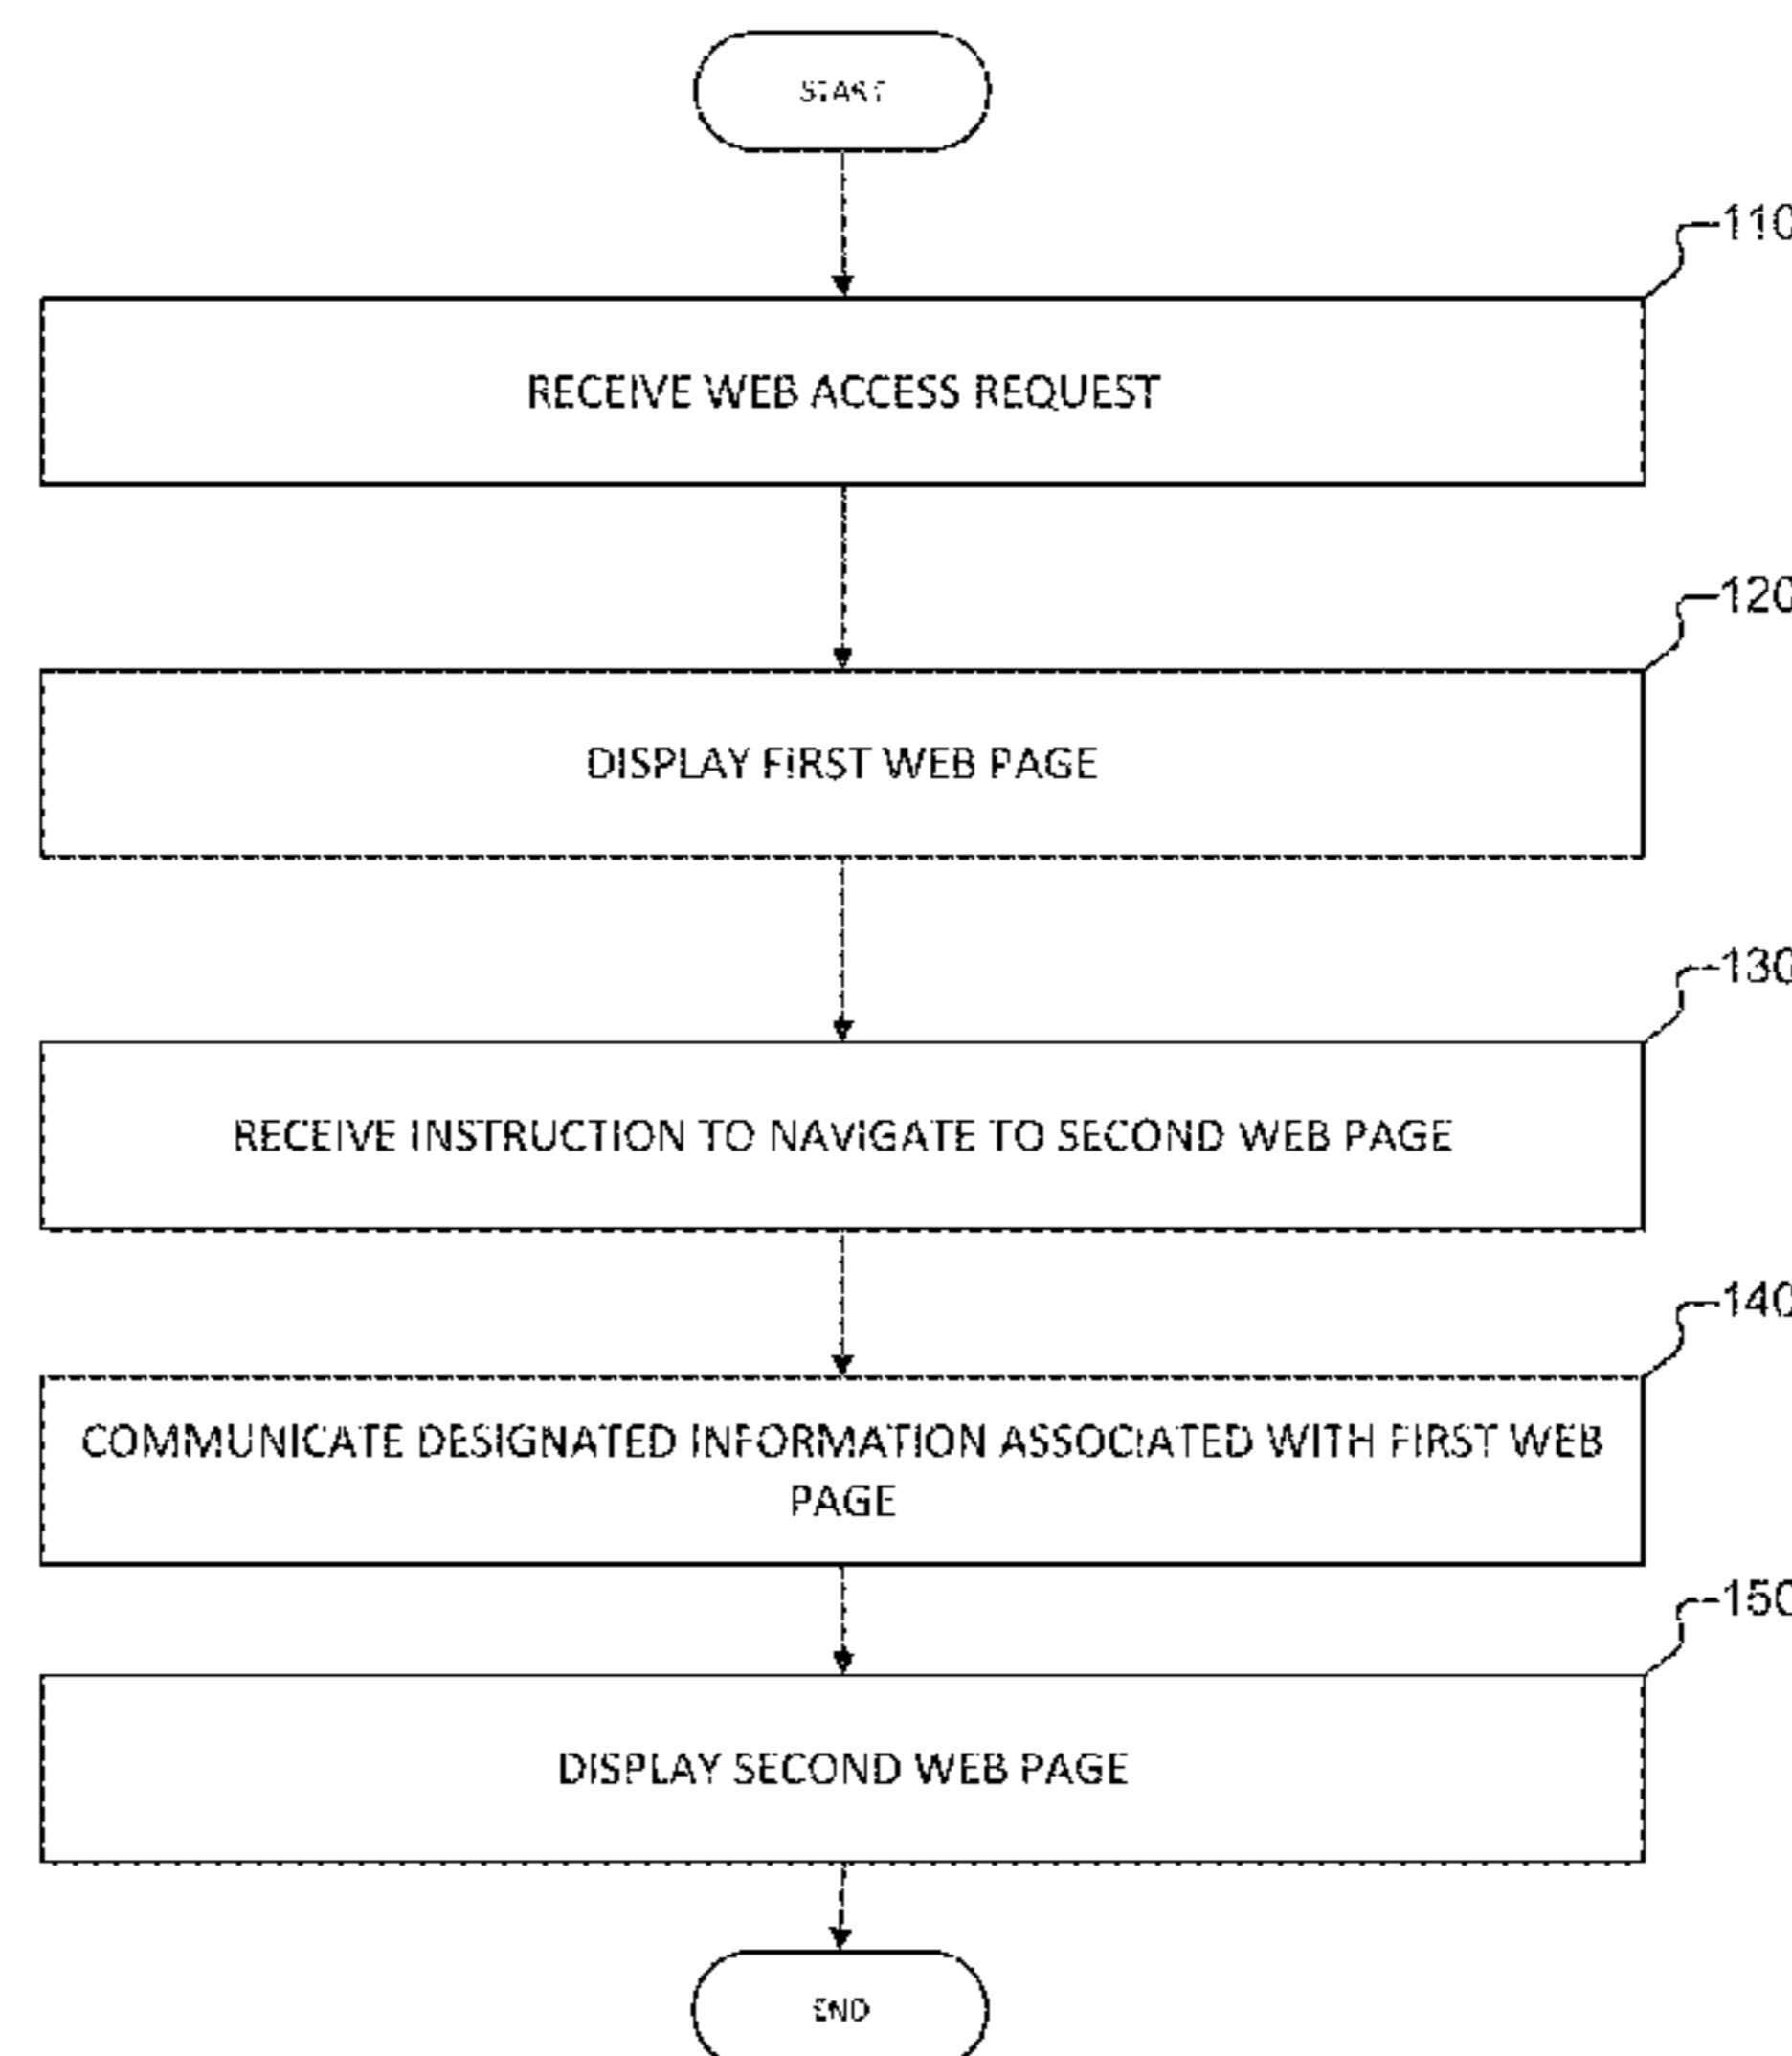 START
110
RECEIVE WEB ACCESS REQUEST
120
DISPLAY FIRST WEB PAGE
130
RECEIVE INSTRUCTION TO NAVIGATE TO SECOND WEB PAGE
140
COMMUNICATE DESIGNATED INFORMATION ASSOCIATED WITH FIRST WEB
PAGE
150
DISPLAY SECOND WEB PAGE
END